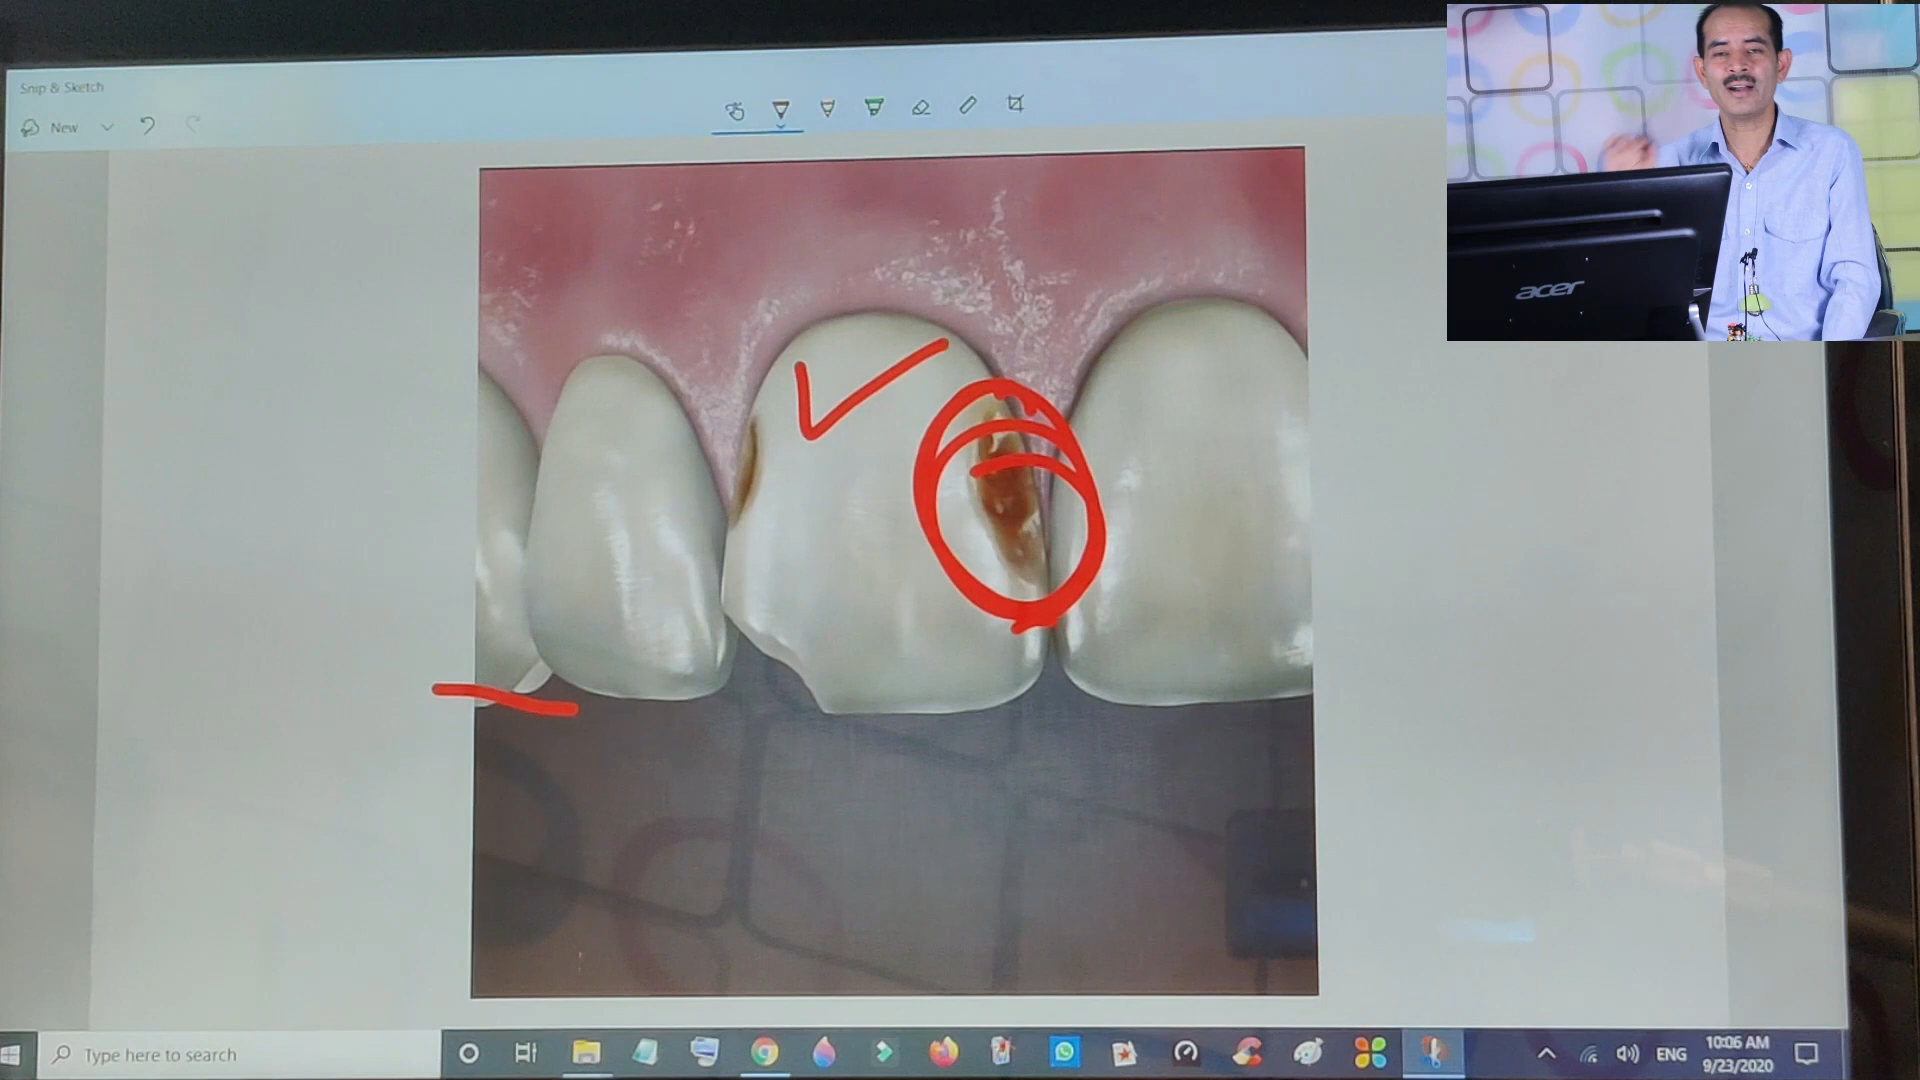 Snip & Sketch
New
acer
Type here to search
ENG
10:06 AM
9/23/2020